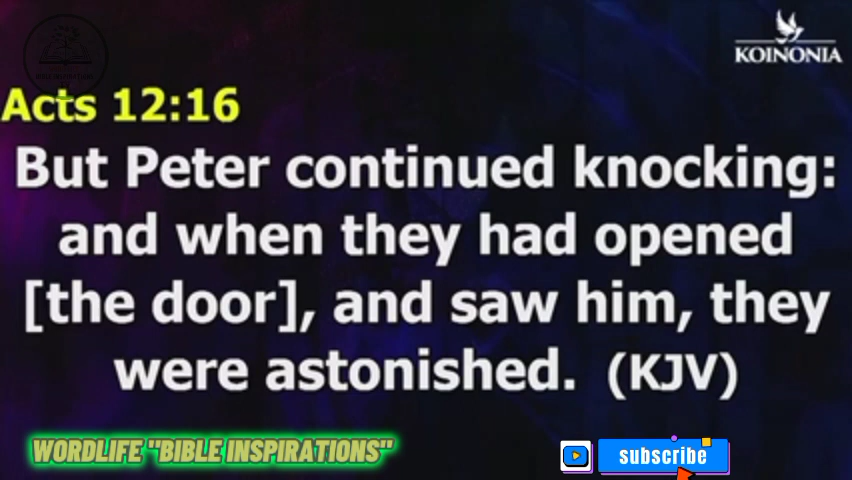 KOINONIA
Acts 12:16
But Peter continued knocking:
and when they had opened
[the door], and saw him, they
were astonished. (KJV)
WORDLIFE "BIBLE INSPIRATIONS"
subscribe